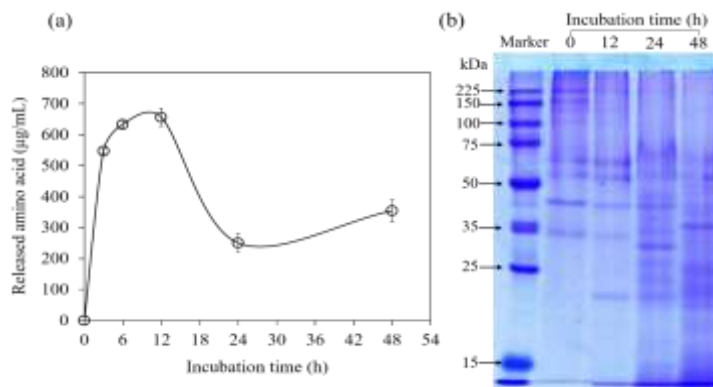 (a)
Released amino acid (µg/mL)
800
700
600
500
400
300
200
100
0
0 6 12 18 24 30 36 42 48 54
Incubation time (h)
(b)
Incubation time (h)
Marker 0 12 24 48
kDa
225
150
100
75
50
35
25
15